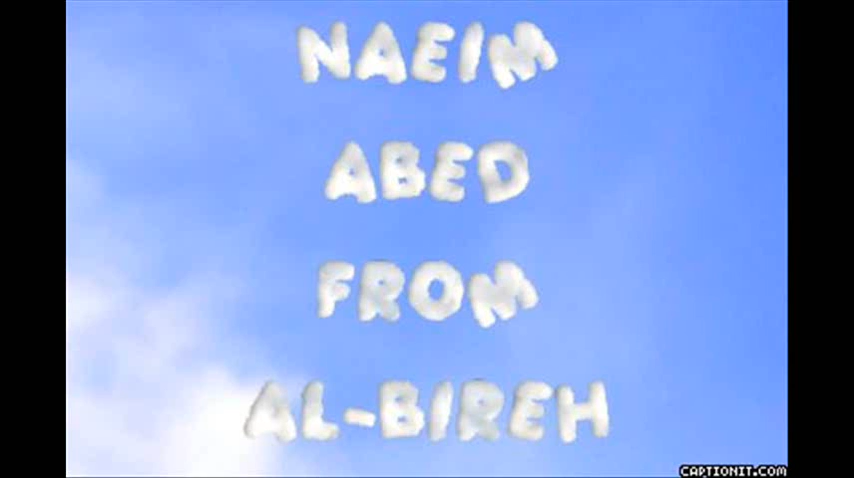 NAEIM
ABED
FROM
AL-BIREH
CAPTIONIT.COM